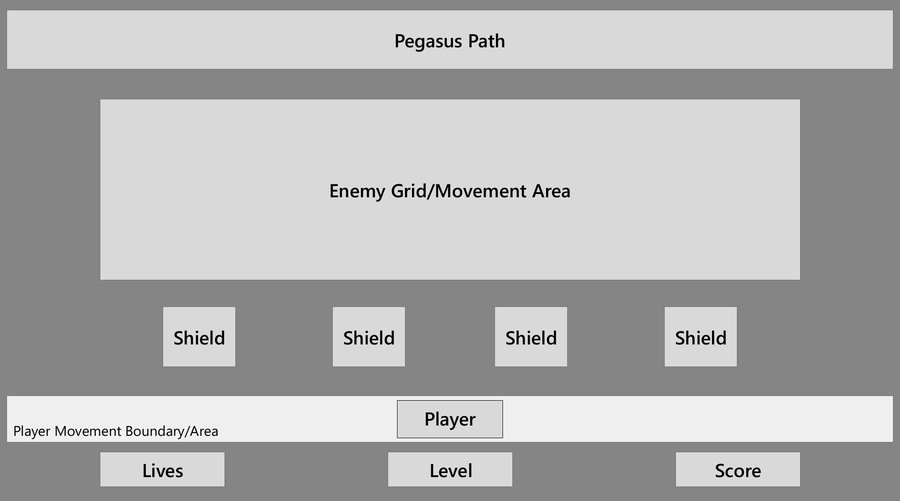 Pegasus Path
Enemy Grid/Movement Area
Shield
Shield
Shield
Shield
Player
Player Movement Boundary/Area
Lives
Level
Score